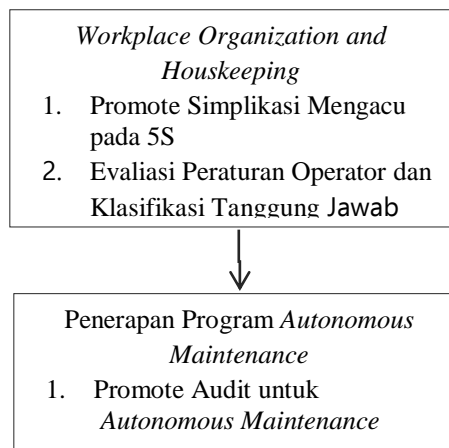 Workplace Organization and
Houskeeping
1. Promote Simplikasi Mengacu
pada 5S
2. Evaliasi Peraturan Operator dan
Klasifikasi Tanggung Jawab
Penerapan Program Autonomous
Maintenance
1. Promote Audit untuk
Autonomous Maintenance